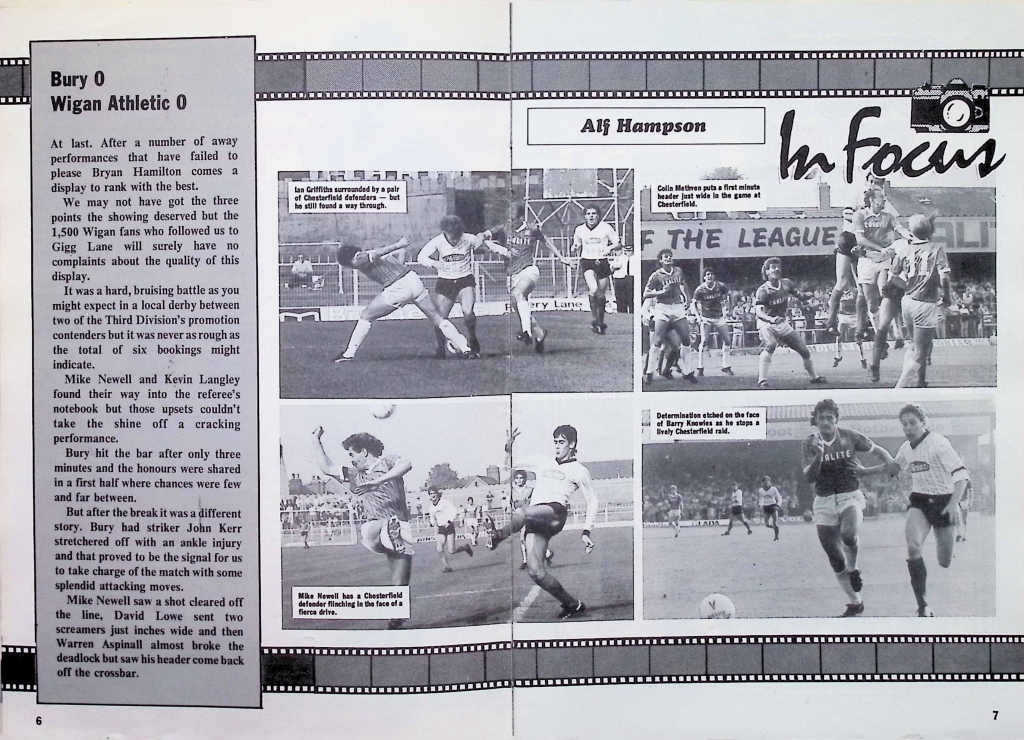 Bury 0
Wigan Athletic 0
At last. After a number of away
performances that have failed to
please Bryan Hamilton comes a
display to rank with the best.
We may not have got the three
points the showing deserved but the
1,500 Wigan fans who followed us to
Gigg Lane will surely have no
complaints about the quality of this
display.
It was a hard, bruising battle as you
might expect in a local derby between
two of the Third Division's promotion
contenders but it was never as rough as
the total of six bookings might
indicate.
Mike Newell and Kevin Langley
found their way into the referee's
notebook but those upsets couldn't
take the shine off a cracking
performance.
Bury hit the bar after only three
minutes and the honours were shared
in a first half where chances were few
and far between.
But after the break it was a different
story. Bury had striker John Kerr
stretchered off with an ankle injury
and that proved to be the signal for us
to take charge of the match with some
splendid attacking moves.
Mike Newell saw a shot cleared off
the line, David Lowe sent two
screamers just inches wide and then
Warren Aspinall almost broke the
deadlock but saw his header come back
off the crossbar.
6
Alf Hampson
In Focus
Ian Griffiths surrounded by a pair
of Chesterfield defenders — but
he still found a way through.
ery Lane
Colin Methven puts a first minute
header just wide in the game at
Chesterfield.
F THE LEAGUE
11
Mike Newell has a Chesterfield
defender flinching in the face of a
fierce drive.
Determination etched on the face
of Barry Knowles as he stops a
lively Chesterfield raid.
LADA
7